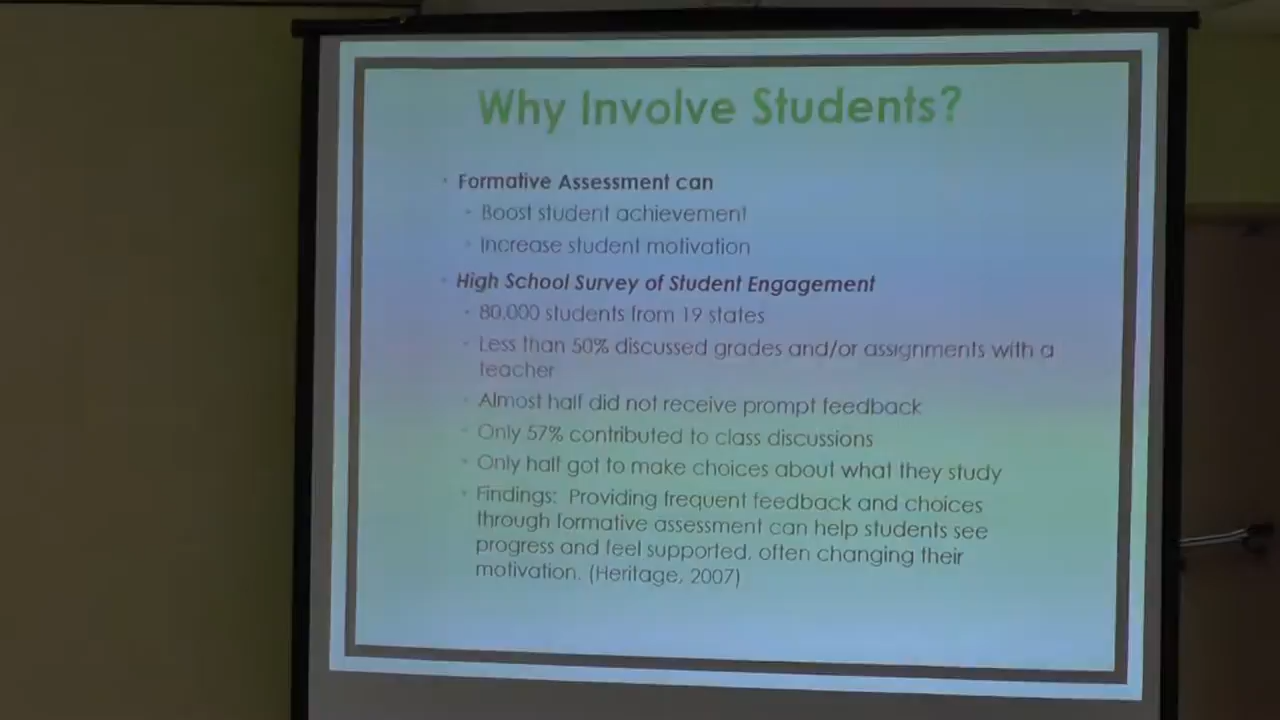 Why Involve Students?
· Formative Assessment can
· Boost student achievement
· Increase student motivation
· High School Survey of Student Engagement
· 80,000 students from 19 states
· Less than 50% discussed grades and/or assignments with a
teacher
· Almost half did not receive prompt feedback
· Only 57% contributed to class discussions
· Only half got to make choices about what they study
· Findings: Providing frequent feedback and choices
through formative assessment can help students see
progress and feel supported, often changing their
motivation. (Heritage, 2007)